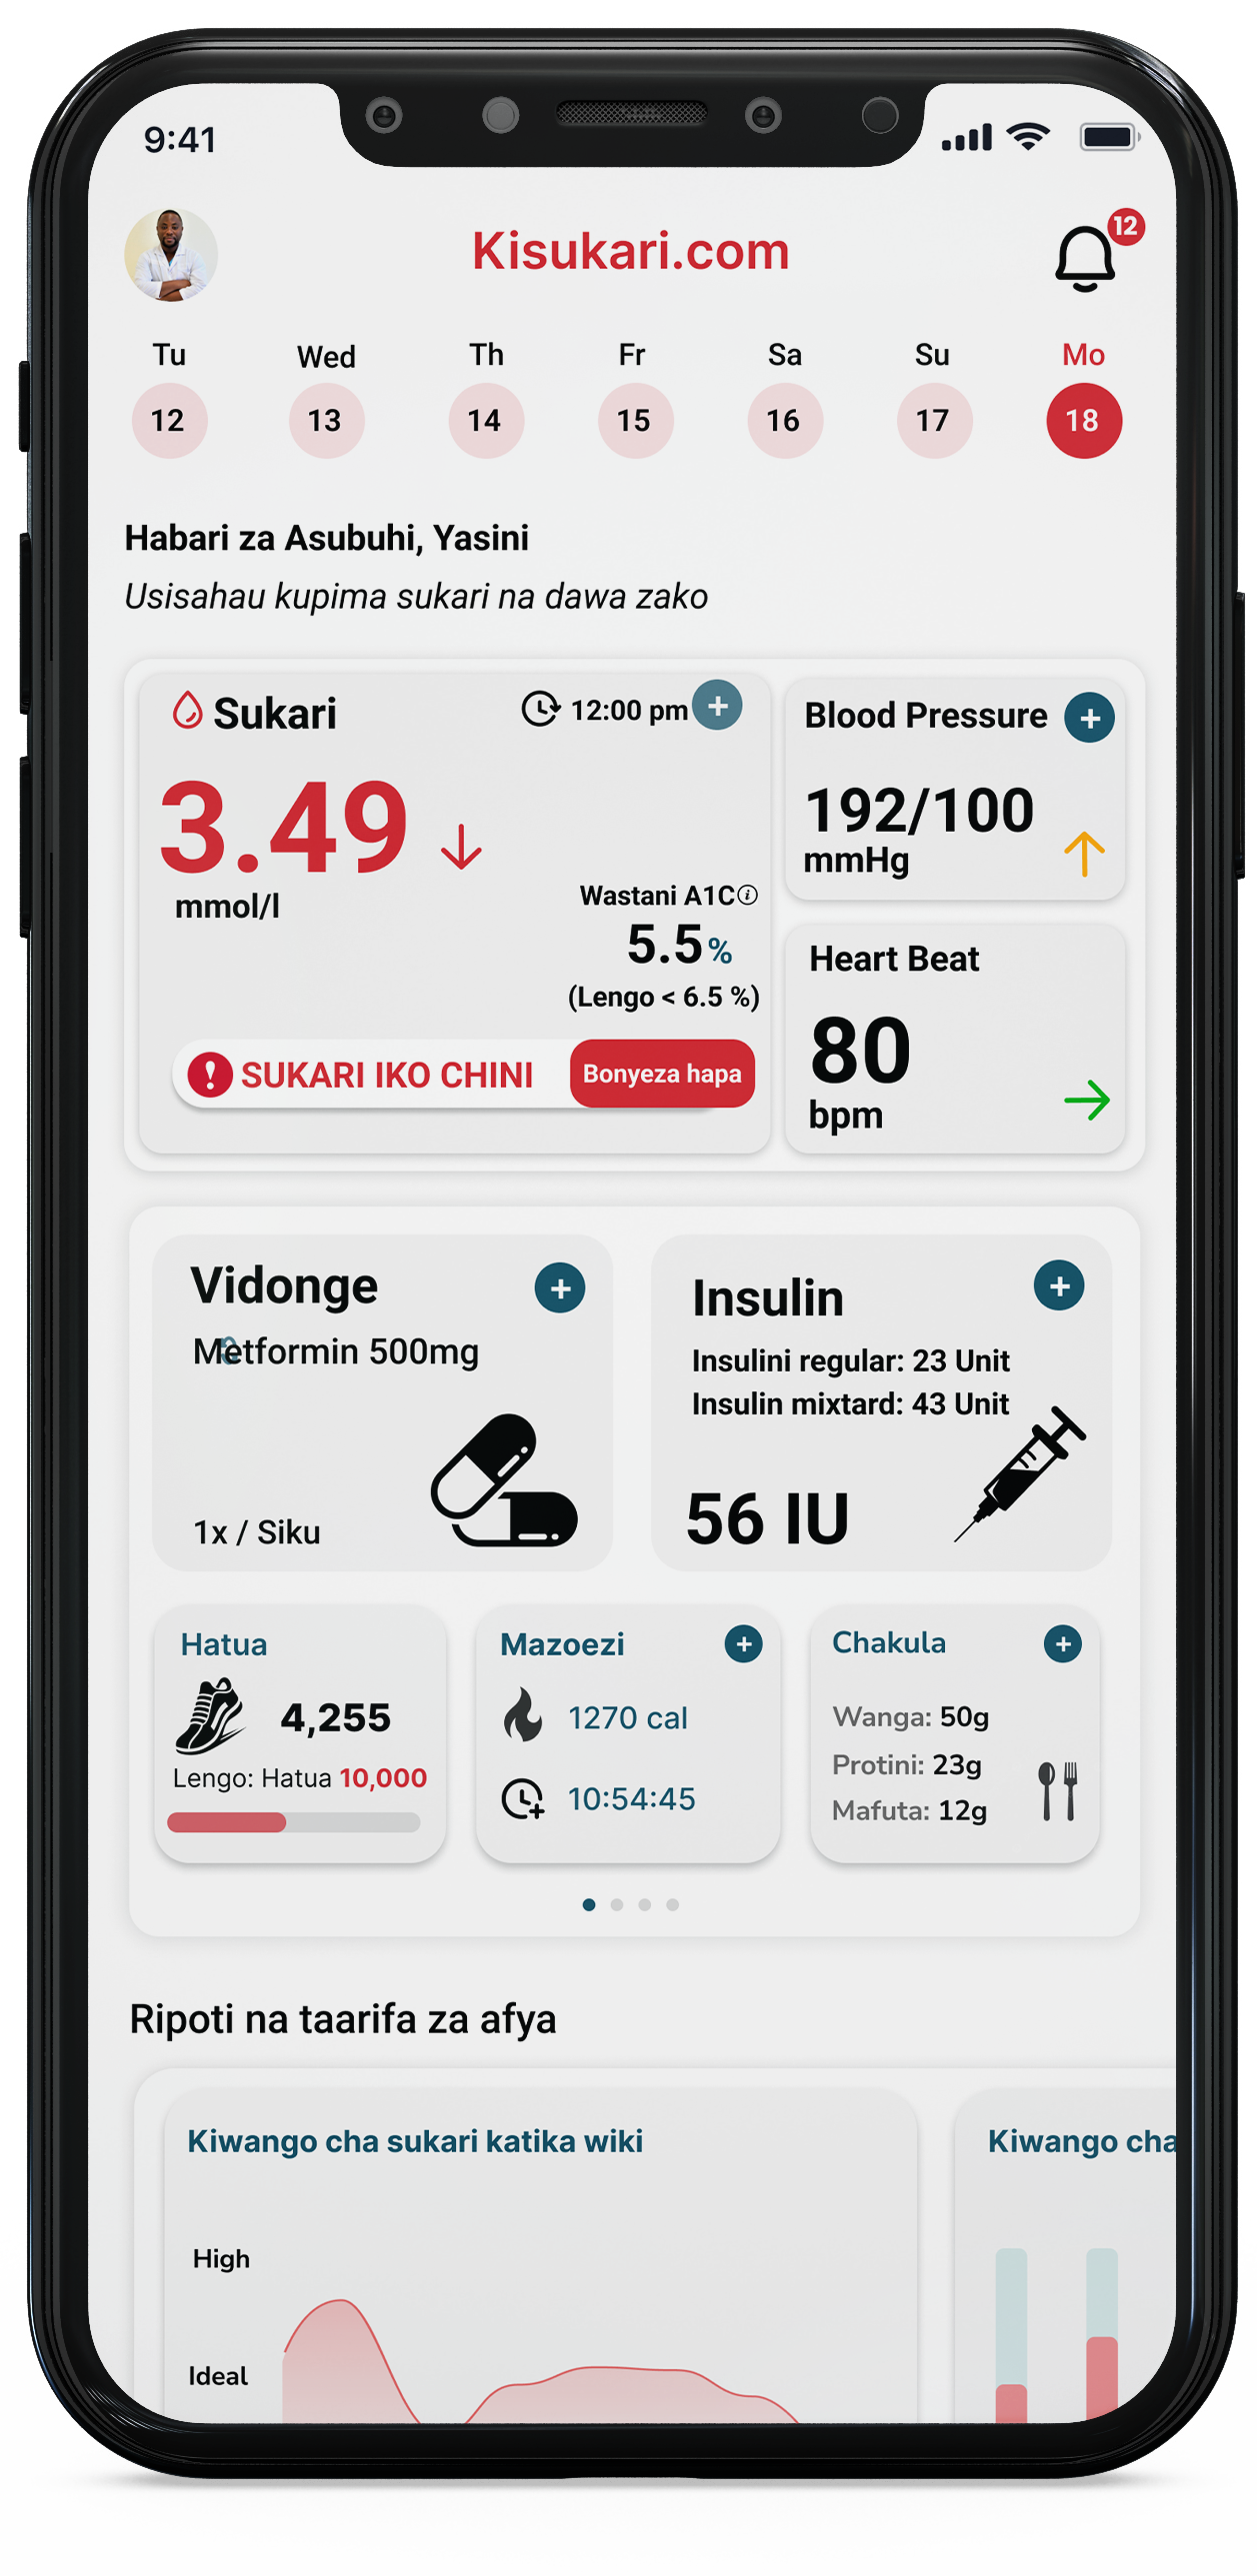 9:41
Kisukari.com
12
Tu Wed Th Fr Sa Su Mo
12 13 14 15 16 17 18
Habari za Asubuhi, Yasini
Usisahau kupima sukari na dawa zako
Sukari
12:00 pm
3.49
mmol/l
Wastani A1C
5.5%
(Lengo < 6.5 %)
SUKARI IKO CHINI
Bonyeza hapa
Blood Pressure
192/100
mmHg
Heart Beat
80
bpm
Vidonge
Metformin 500mg
1x / Siku
Insulin
Insulini regular: 23 Unit
Insulin mixtard: 43 Unit
56 IU
Hatua
4,255
Lengo: Hatua 10,000
Mazoezi
1270 cal
10:54:45
Chakula
Wanga: 50g
Protini: 23g
Mafuta: 12g
Ripoti na taarifa za afya
Kiwango cha sukari katika wiki
High
Ideal
Kiwango cha